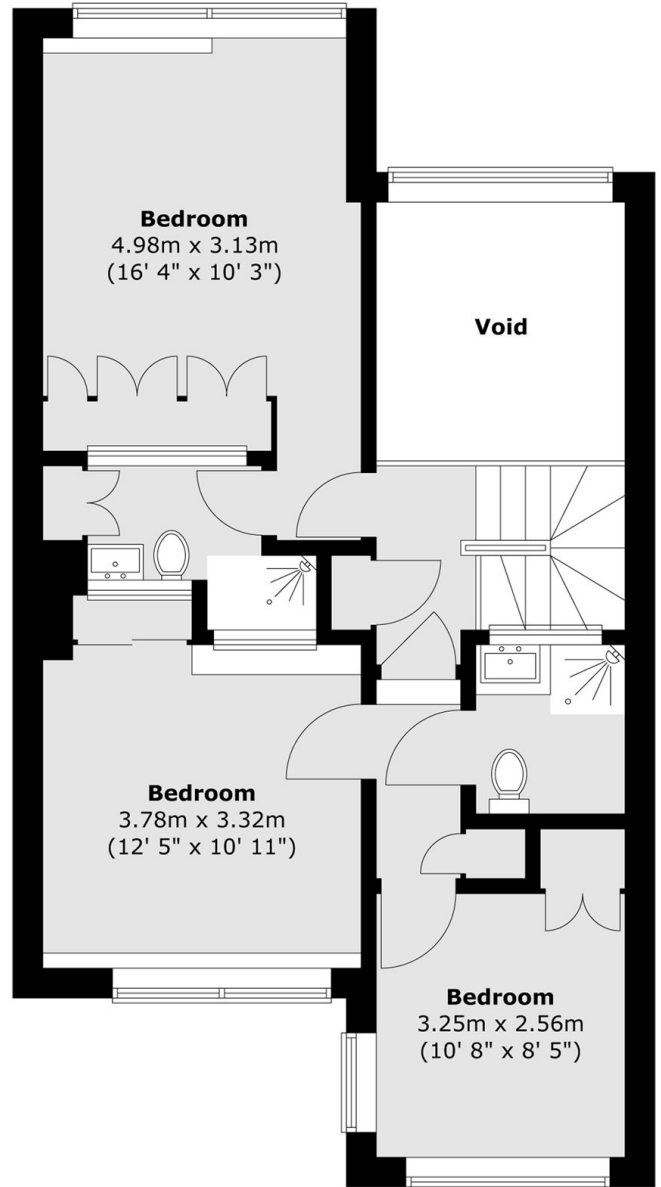 Bedroom
4.98m x 3.13m
(16' 4" x 10' 3")
Void
Bedroom
3.78m x 3.32m
(12' 5" x 10' 11")
Bedroom
3.25m x 2.56m
(10' 8" x 8' 5")